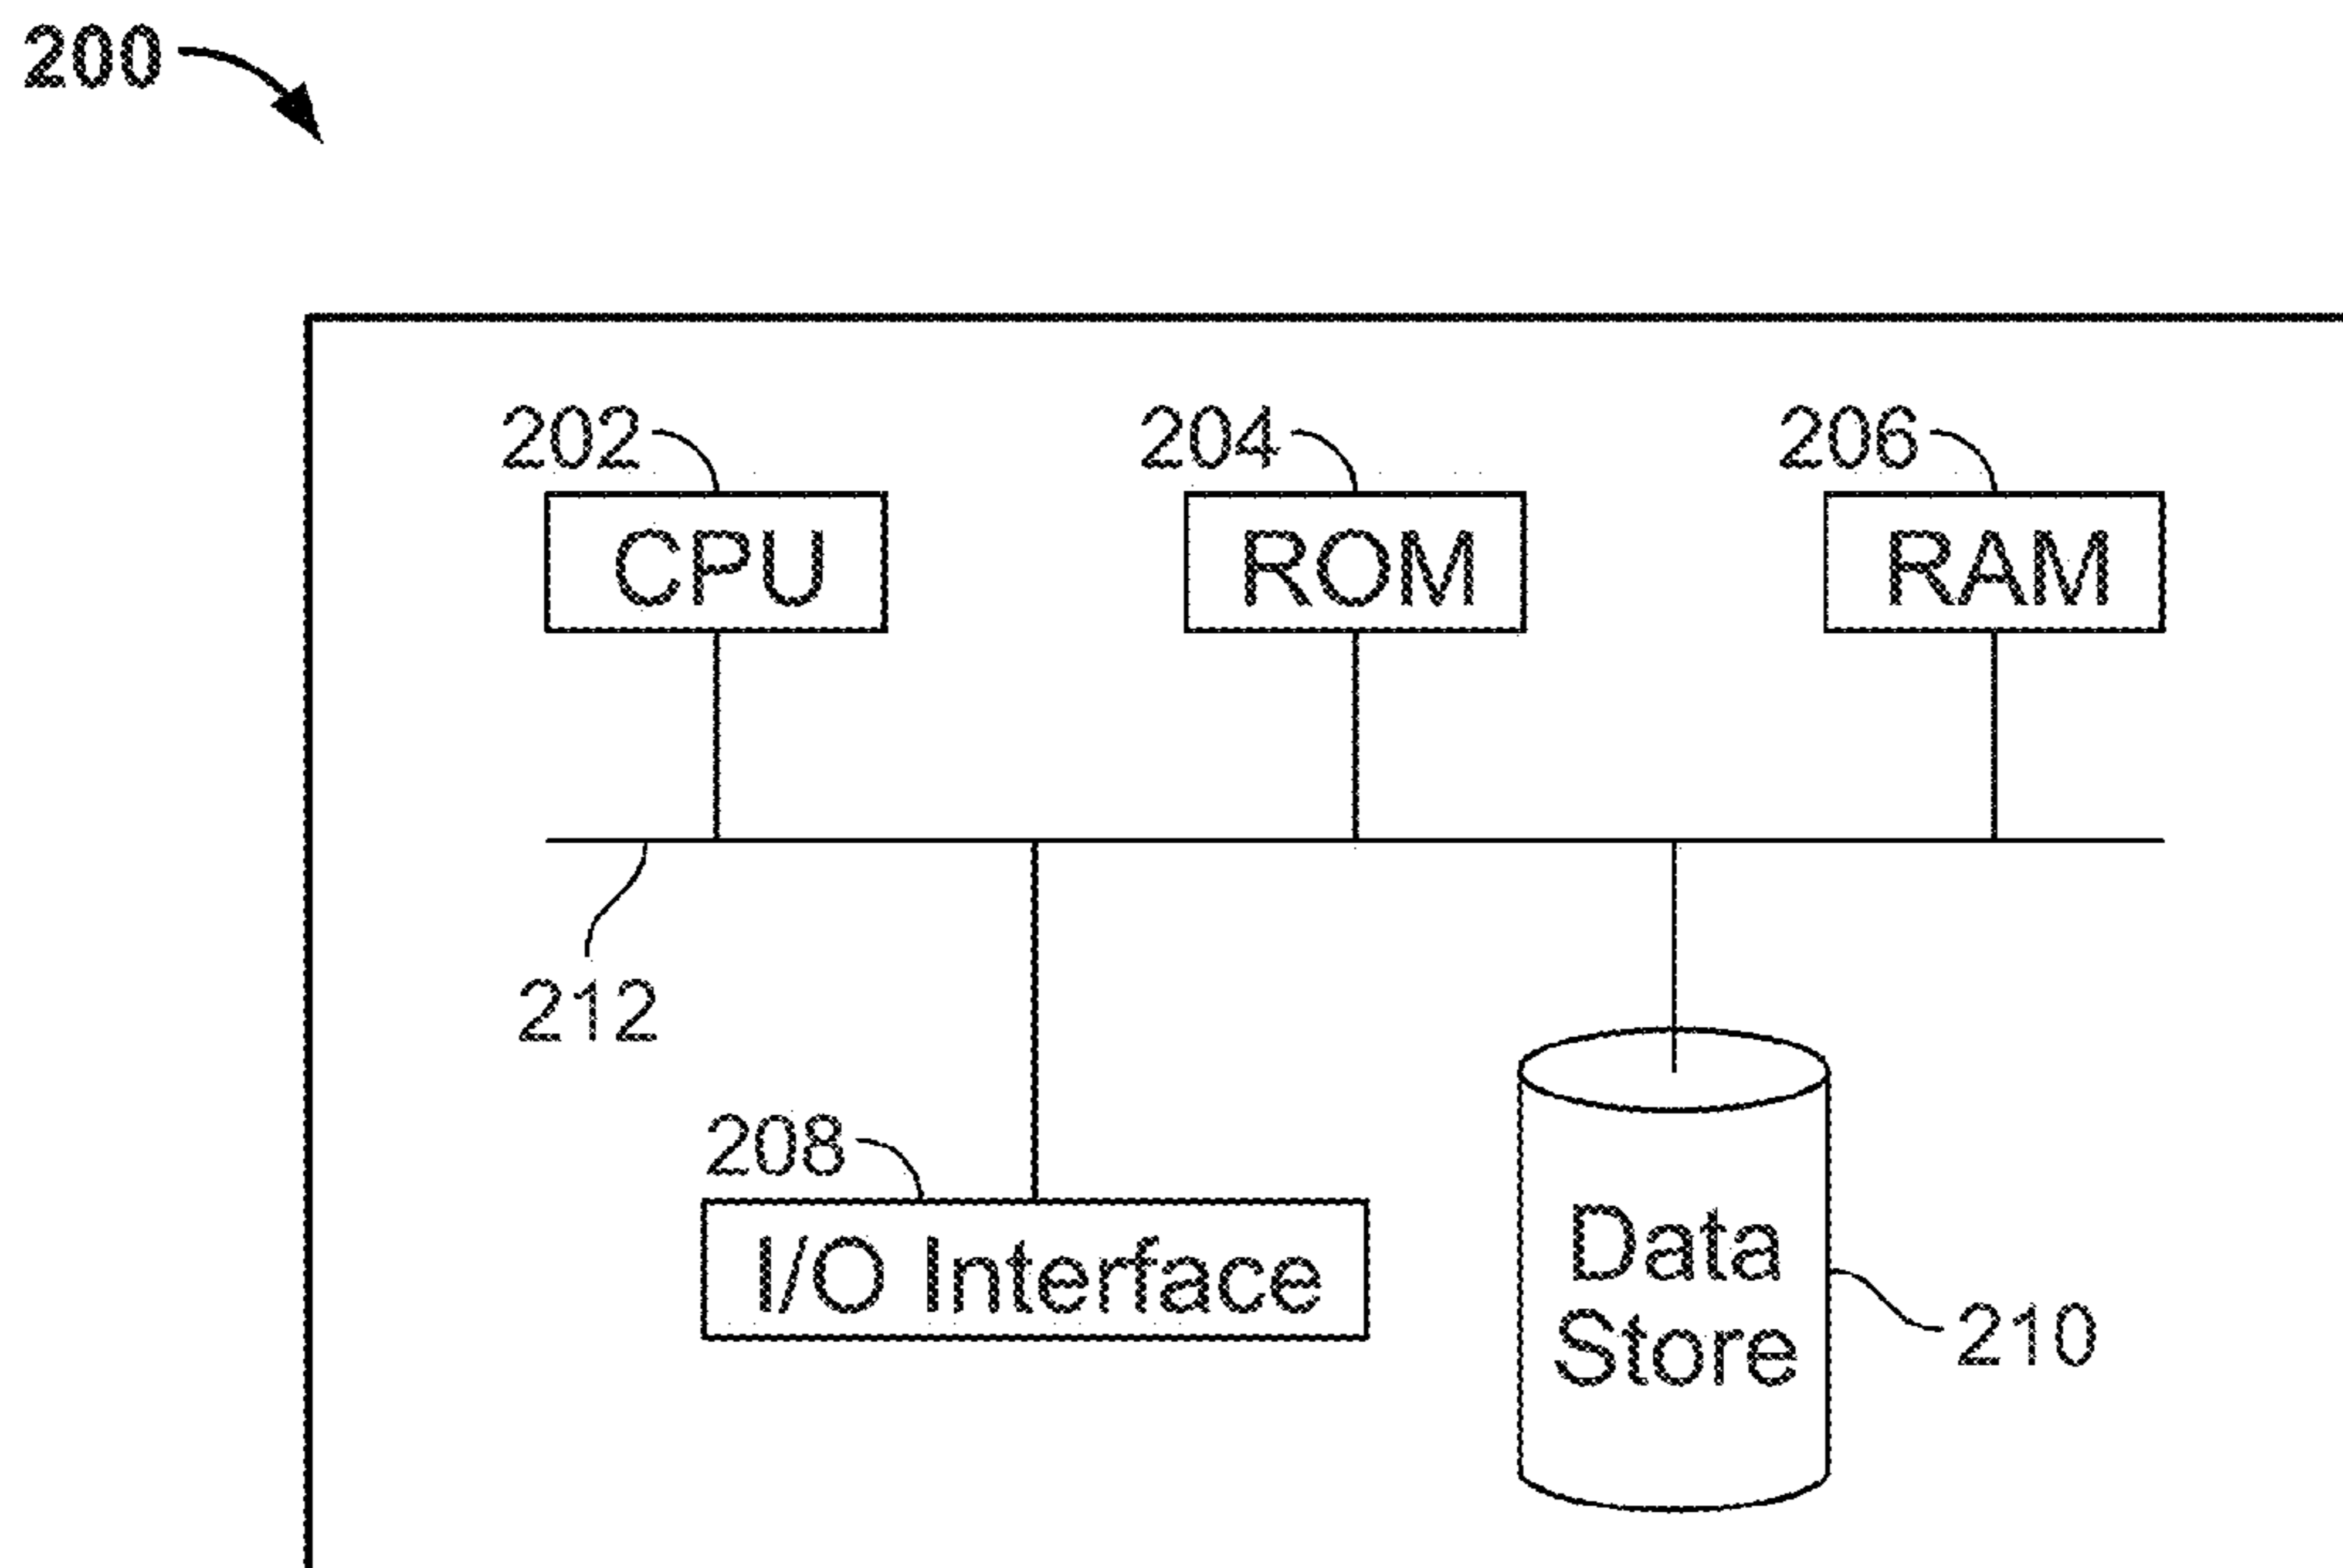 200
202
204
206
CPU
ROM
RAM
212
208
I/O Interface
Data
Store
210